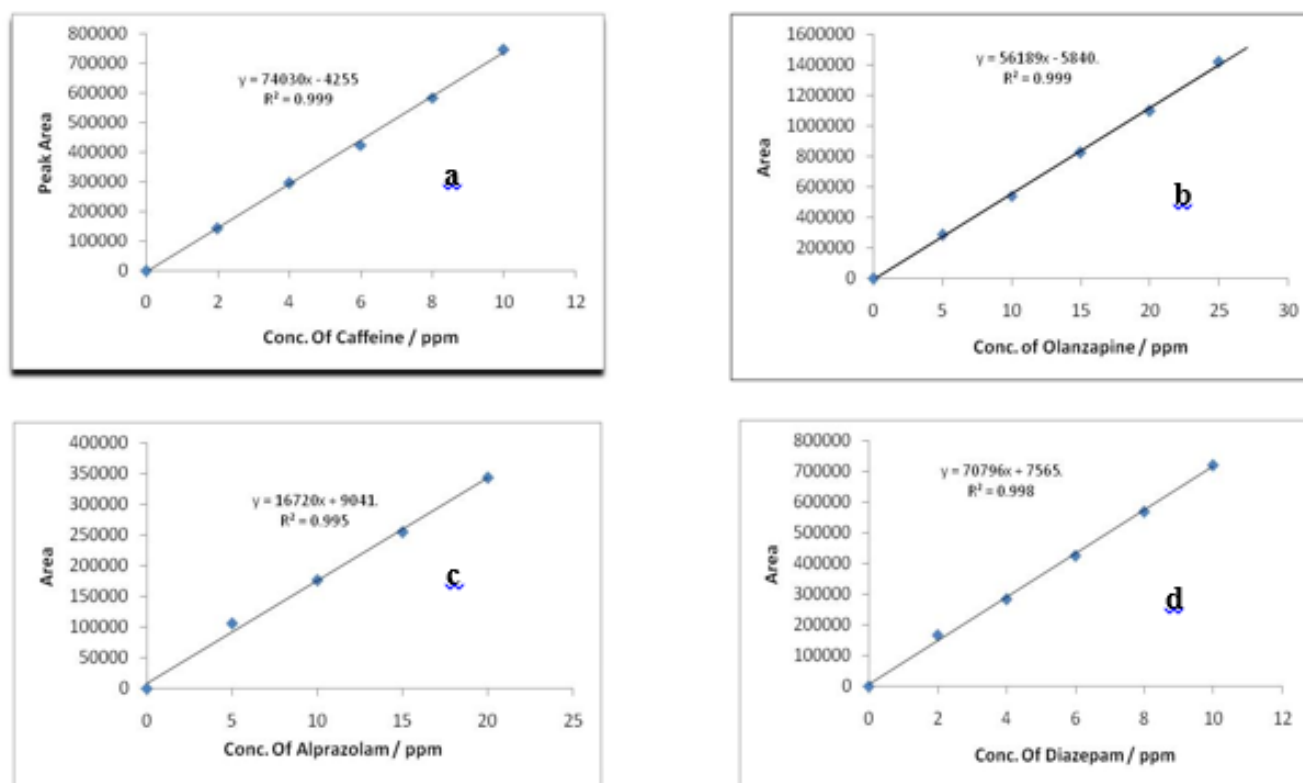 800000
700000
600000
500000
400000
300000
200000
100000
0
Peak Area
y = 74030x - 4255
R² = 0.999
a
0 2 4 6 8 10 12
Conc. Of Caffeine / ppm
1600000
1400000
1200000
1000000
800000
600000
400000
200000
0
Area
y = 56189x - 5840.
R² = 0.999
b
0 5 10 15 20 25 30
Conc. of Olanzapine / ppm
400000
350000
300000
250000
200000
150000
100000
50000
0
Area
y = 16720x + 9041.
R² = 0.995
c
0 5 10 15 20 25
Conc. Of Alprazolam / ppm
800000
700000
600000
500000
400000
300000
200000
100000
0
Area
y = 70796x + 7565.
R² = 0.998
d
0 2 4 6 8 10 12
Conc. Of Diazepam / ppm